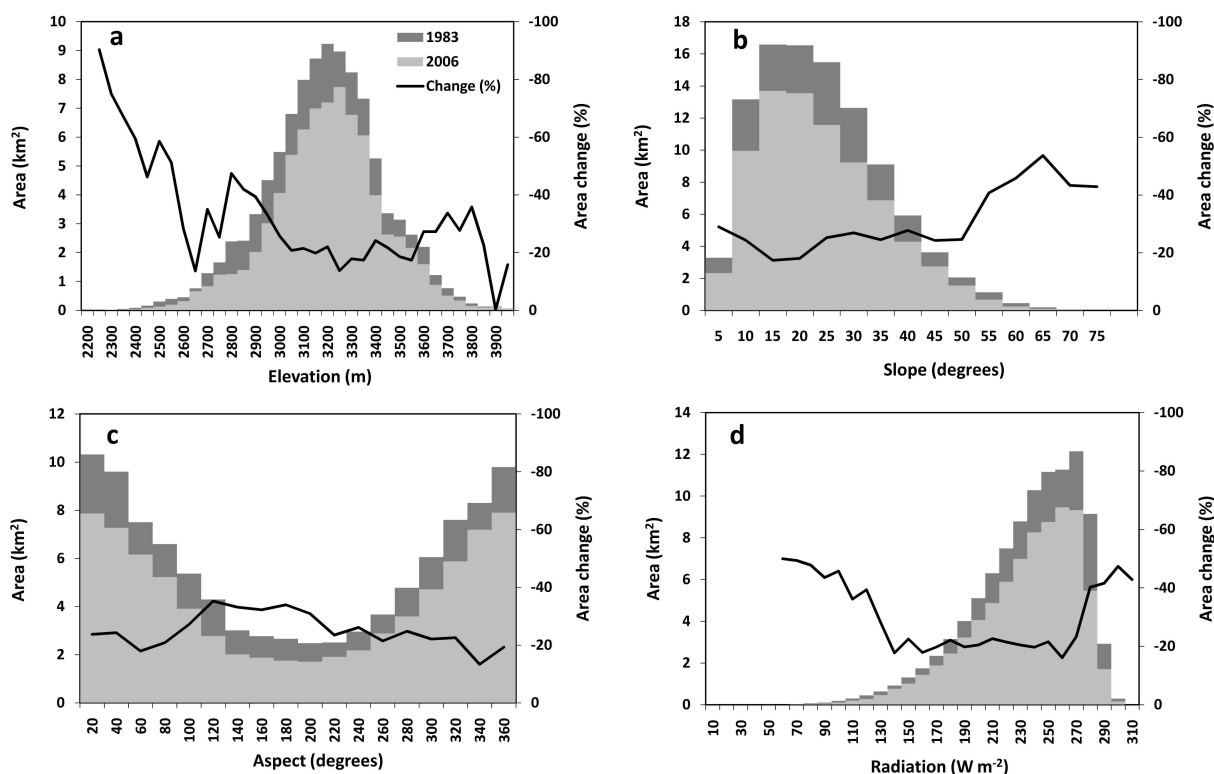 a
1983
2006
Change (%)
10
9
8
7
6
5
4
3
2
1
0
Area (km²)
-100
-80
-60
-40
-20
0
Area change (%)
2200 2300 2400 2500 2600 2700 2800 2900 3000 3100 3200 3300 3400 3500 3600 3700 3800 3900
Elevation (m)
b
18
16
14
12
10
8
6
4
2
0
Area (km²)
-100
-80
-60
-40
-20
0
Area change (%)
5 10 15 20 25 30 35 40 45 50 55 60 65 70 75
Slope (degrees)
c
12
10
8
6
4
2
0
Area (km²)
-100
-80
-60
-40
-20
0
Area change (%)
20 40 60 80 100 120 140 160 180 200 220 240 260 280 300 320 340 360
Aspect (degrees)
d
14
12
10
8
6
4
2
0
Area (km²)
-100
-80
-60
-40
-20
0
Area change (%)
10 30 50 70 90 110 130 150 170 190 210 230 250 270 290 310
Radiation (W m⁻²)